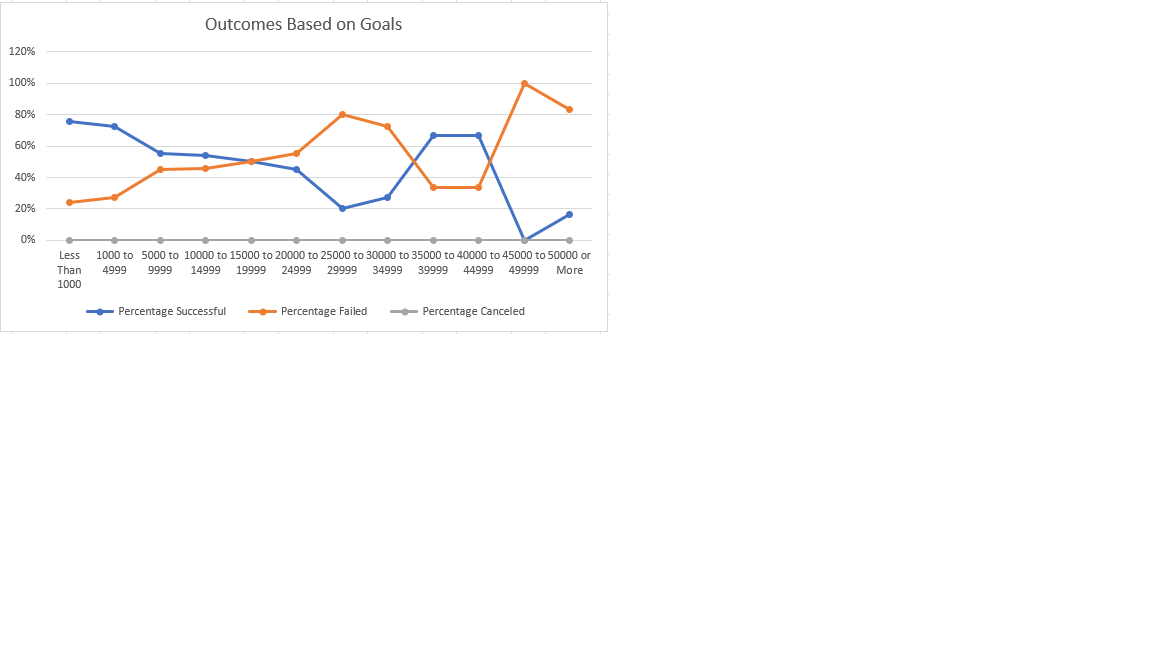 Outcomes Based on Goals
120%
100%
80%
60%
40%
20%
0%
Less Than 1000
1000 to 4999
5000 to 9999
10000 to 14999
15000 to 19999
20000 to 24999
25000 to 29999
30000 to 34999
35000 to 39999
40000 to 44999
45000 to 49999
50000 or More
Percentage Successful
Percentage Failed
Percentage Canceled